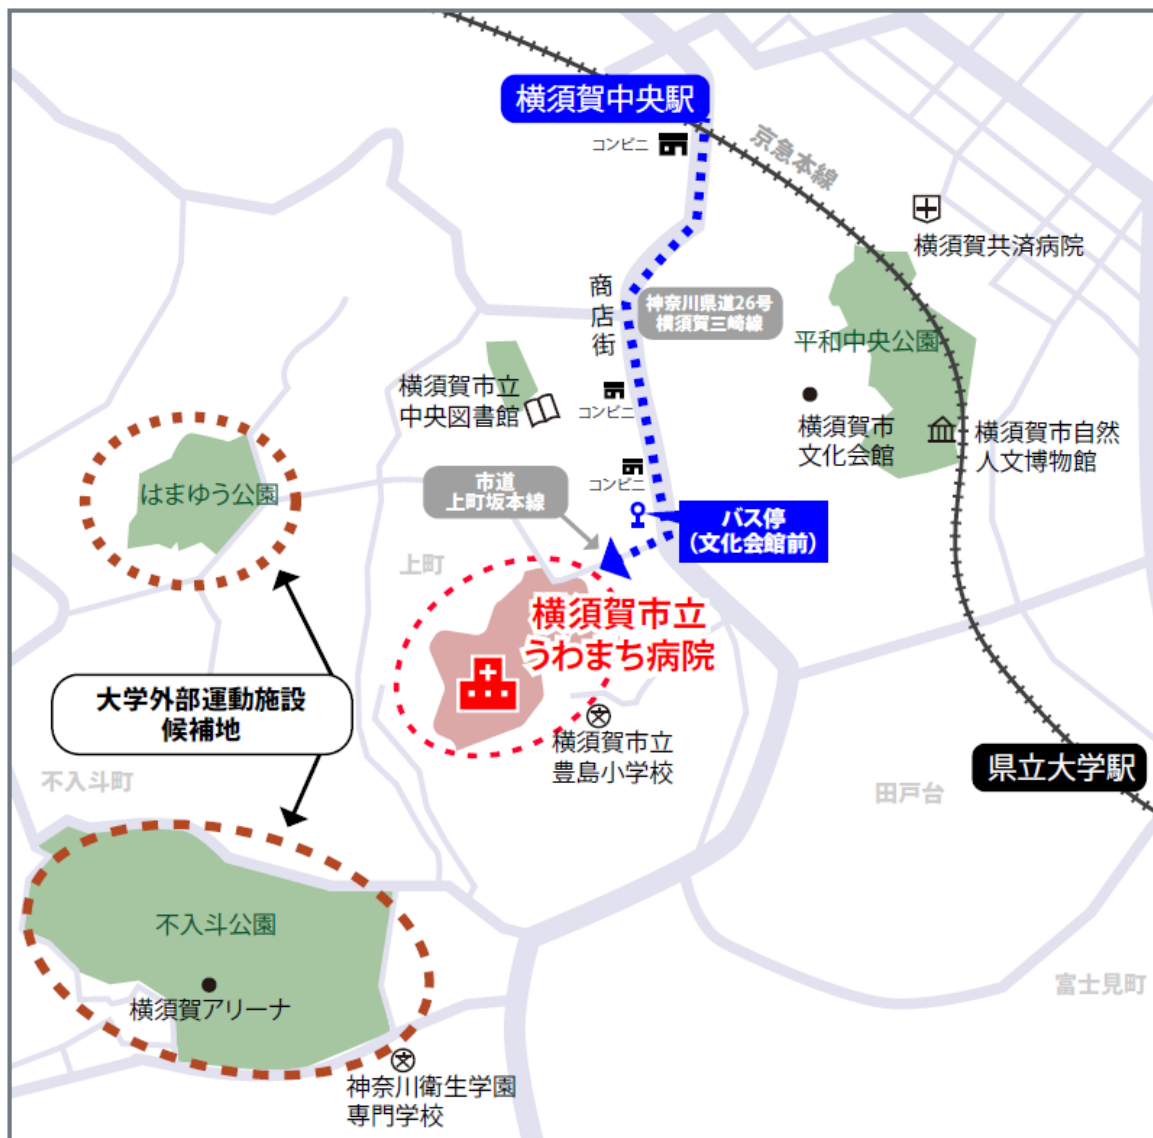 横須賀中央駅
コンビニ
京急本線
横須賀共済病院
商店街
神奈川県道26号
横須賀三崎線
平和中央公園
横須賀市立
中央図書館
コンビニ
横須賀市
文化会館
横須賀市自然
人文博物館
はまゆう公園
市道
上町坂本線
コンビニ
バス停
(文化会館前)
上町
横須賀市立
うわまち病院
大学外部運動施設
候補地
横須賀市立
豊島小学校
県立大学駅
不入斗町
田戸台
不入斗公園
横須賀アリーナ
富士見町
神奈川衛生学園
専門学校